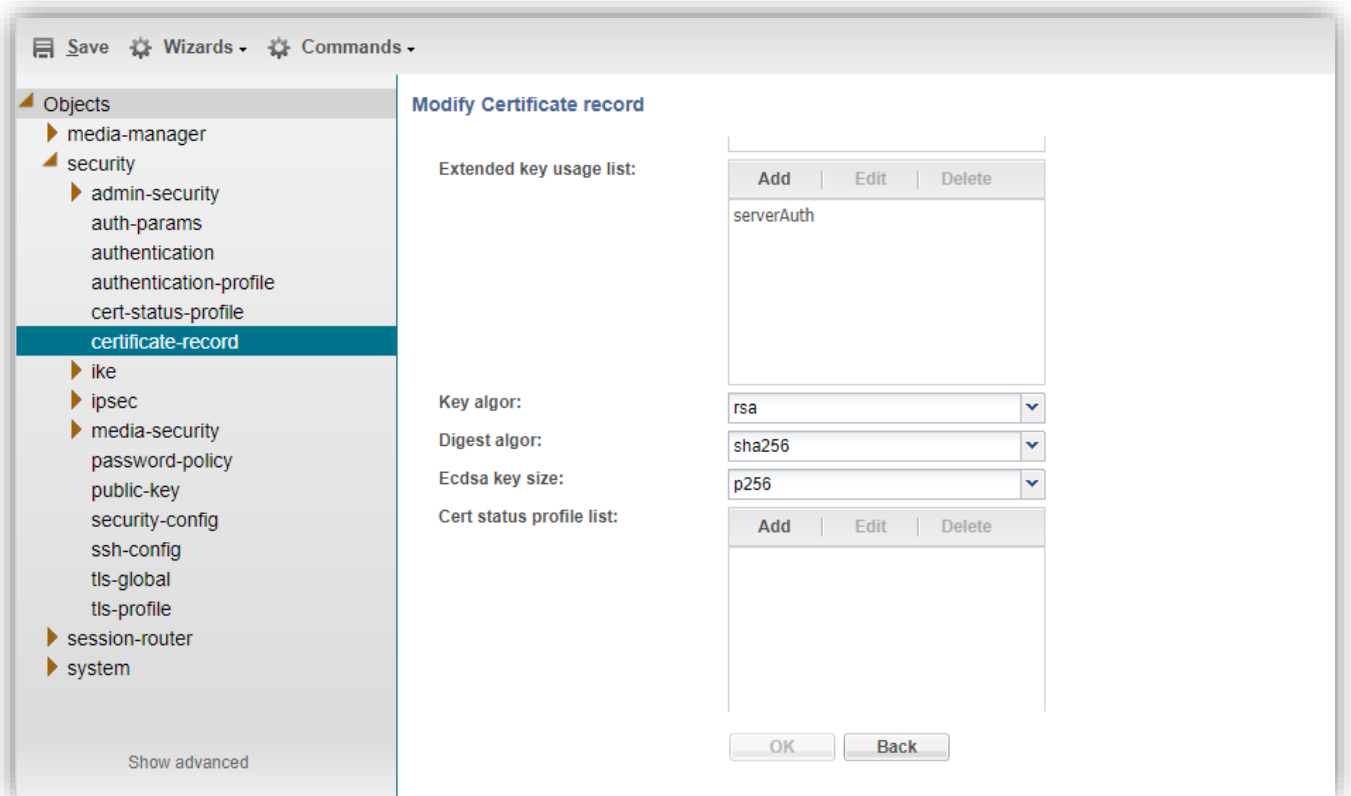 Save Wizards Commands
Objects
media-manager
security
admin-security
auth-params
authentication
authentication-profile
cert-status-profile
certificate-record
ike
ipsec
media-security
password-policy
public-key
security-config
ssh-config
tls-global
tls-profile
session-router
system
Show advanced
Modify Certificate record
Extended key usage list:
Add Edit Delete
serverAuth
Key algor: rsa
Digest algor: sha256
Ecdsa key size: p256
Cert status profile list:
Add Edit Delete
OK Back